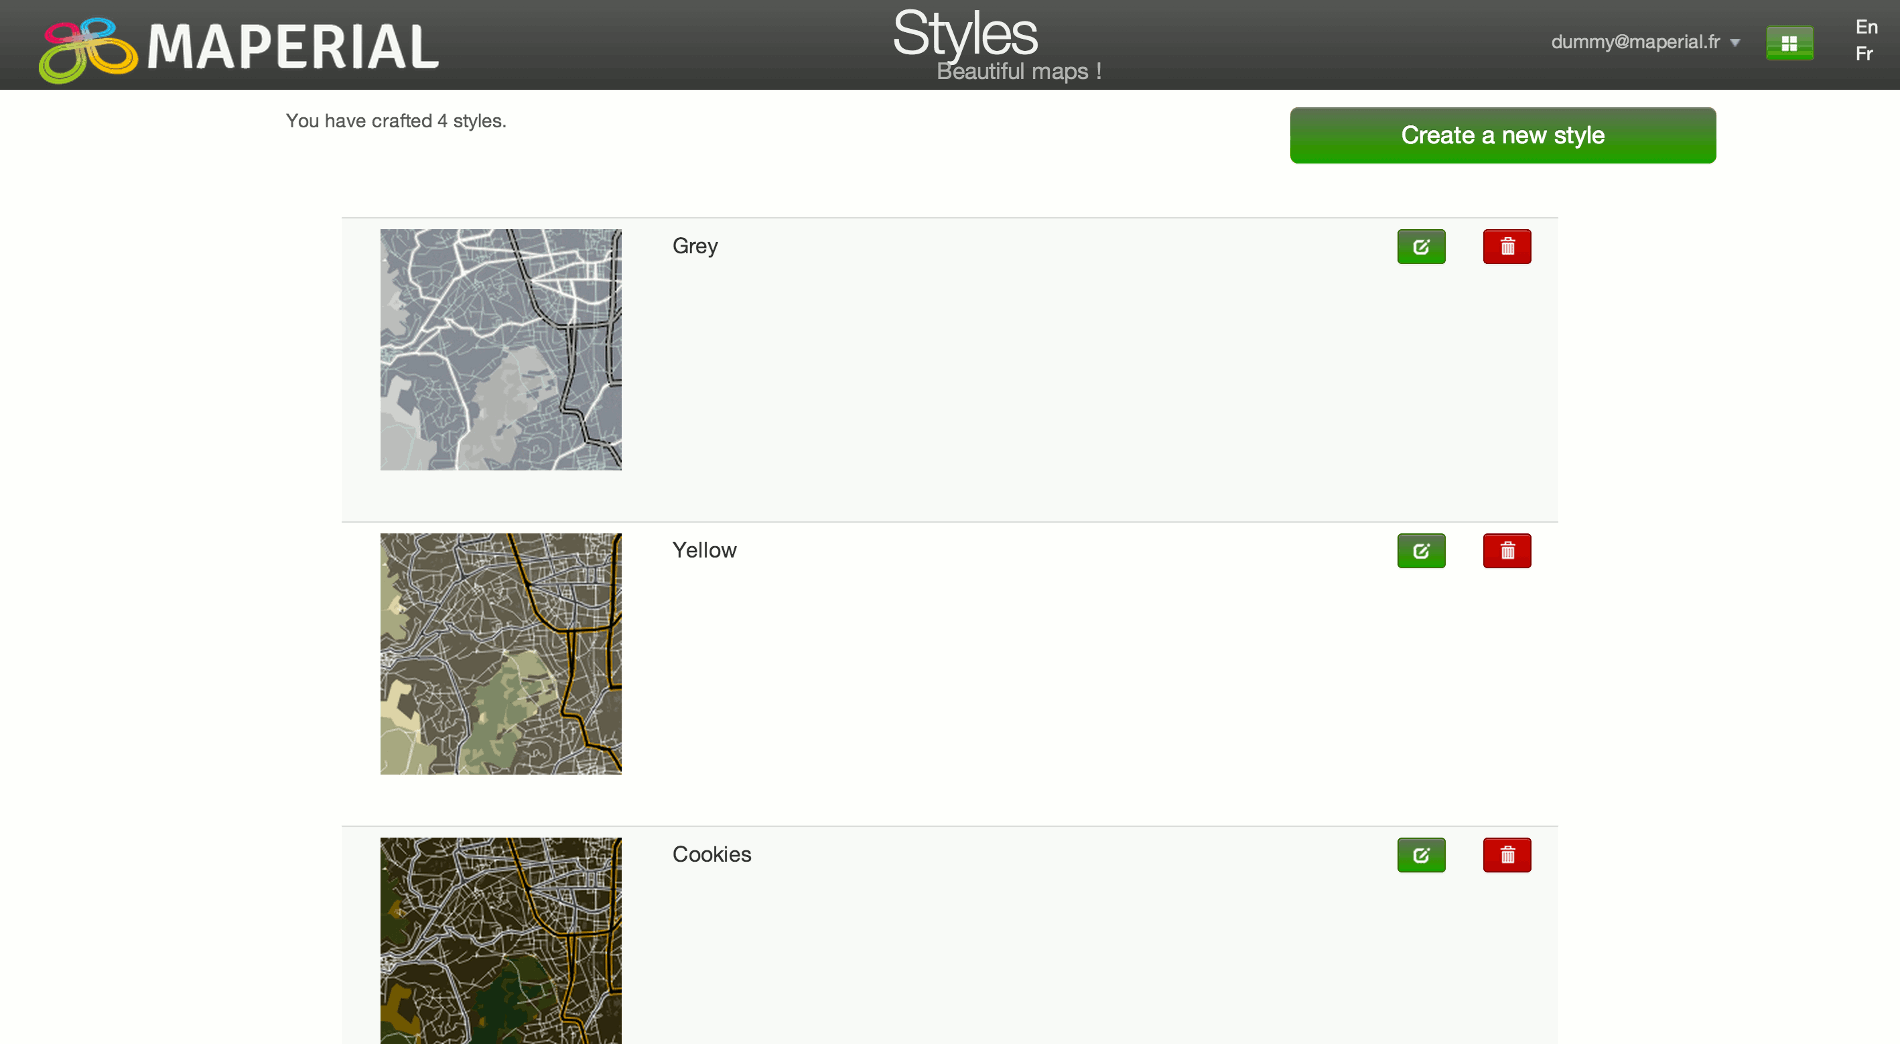 MAPERIAL
Styles
Beautiful maps !
dummy@maperial.fr
En
Fr
You have crafted 4 styles.
Create a new style
Grey
Yellow
Cookies